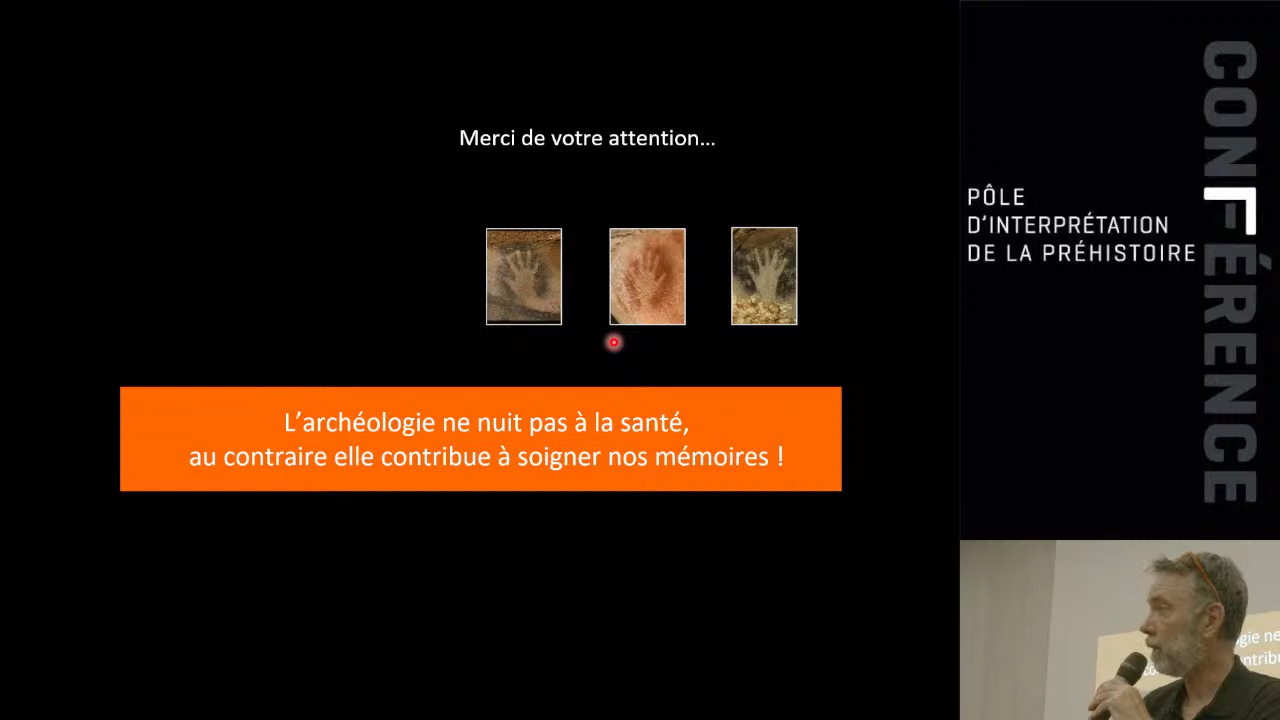 Merci de votre attention...
L'archéologie ne nuit pas à la santé,
au contraire elle contribue à soigner nos mémoires !
PÔLE
D'INTERPRÉTATION
DE LA PRÉHISTOIRE
CONFÉRENCE